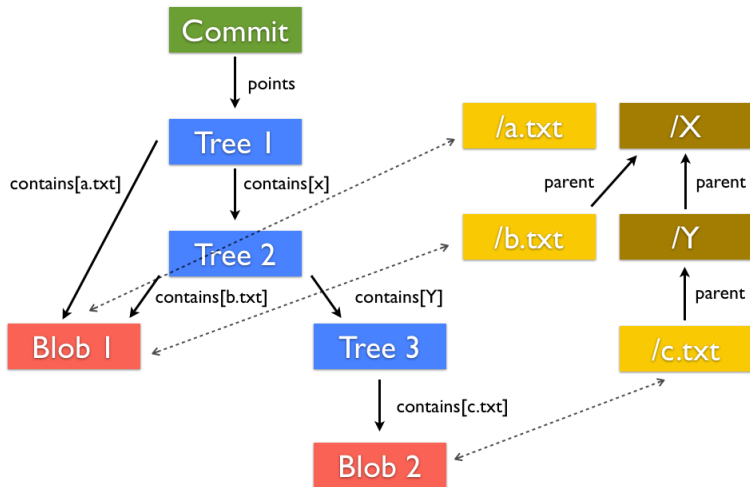 Commit
points
Tree 1
/a.txt
/X
contains[a.txt]
contains[x]
parent
parent
Tree 2
/b.txt
/Y
contains[b.txt]
contains[Y]
parent
Blob 1
Tree 3
/c.txt
contains[c.txt]
Blob 2